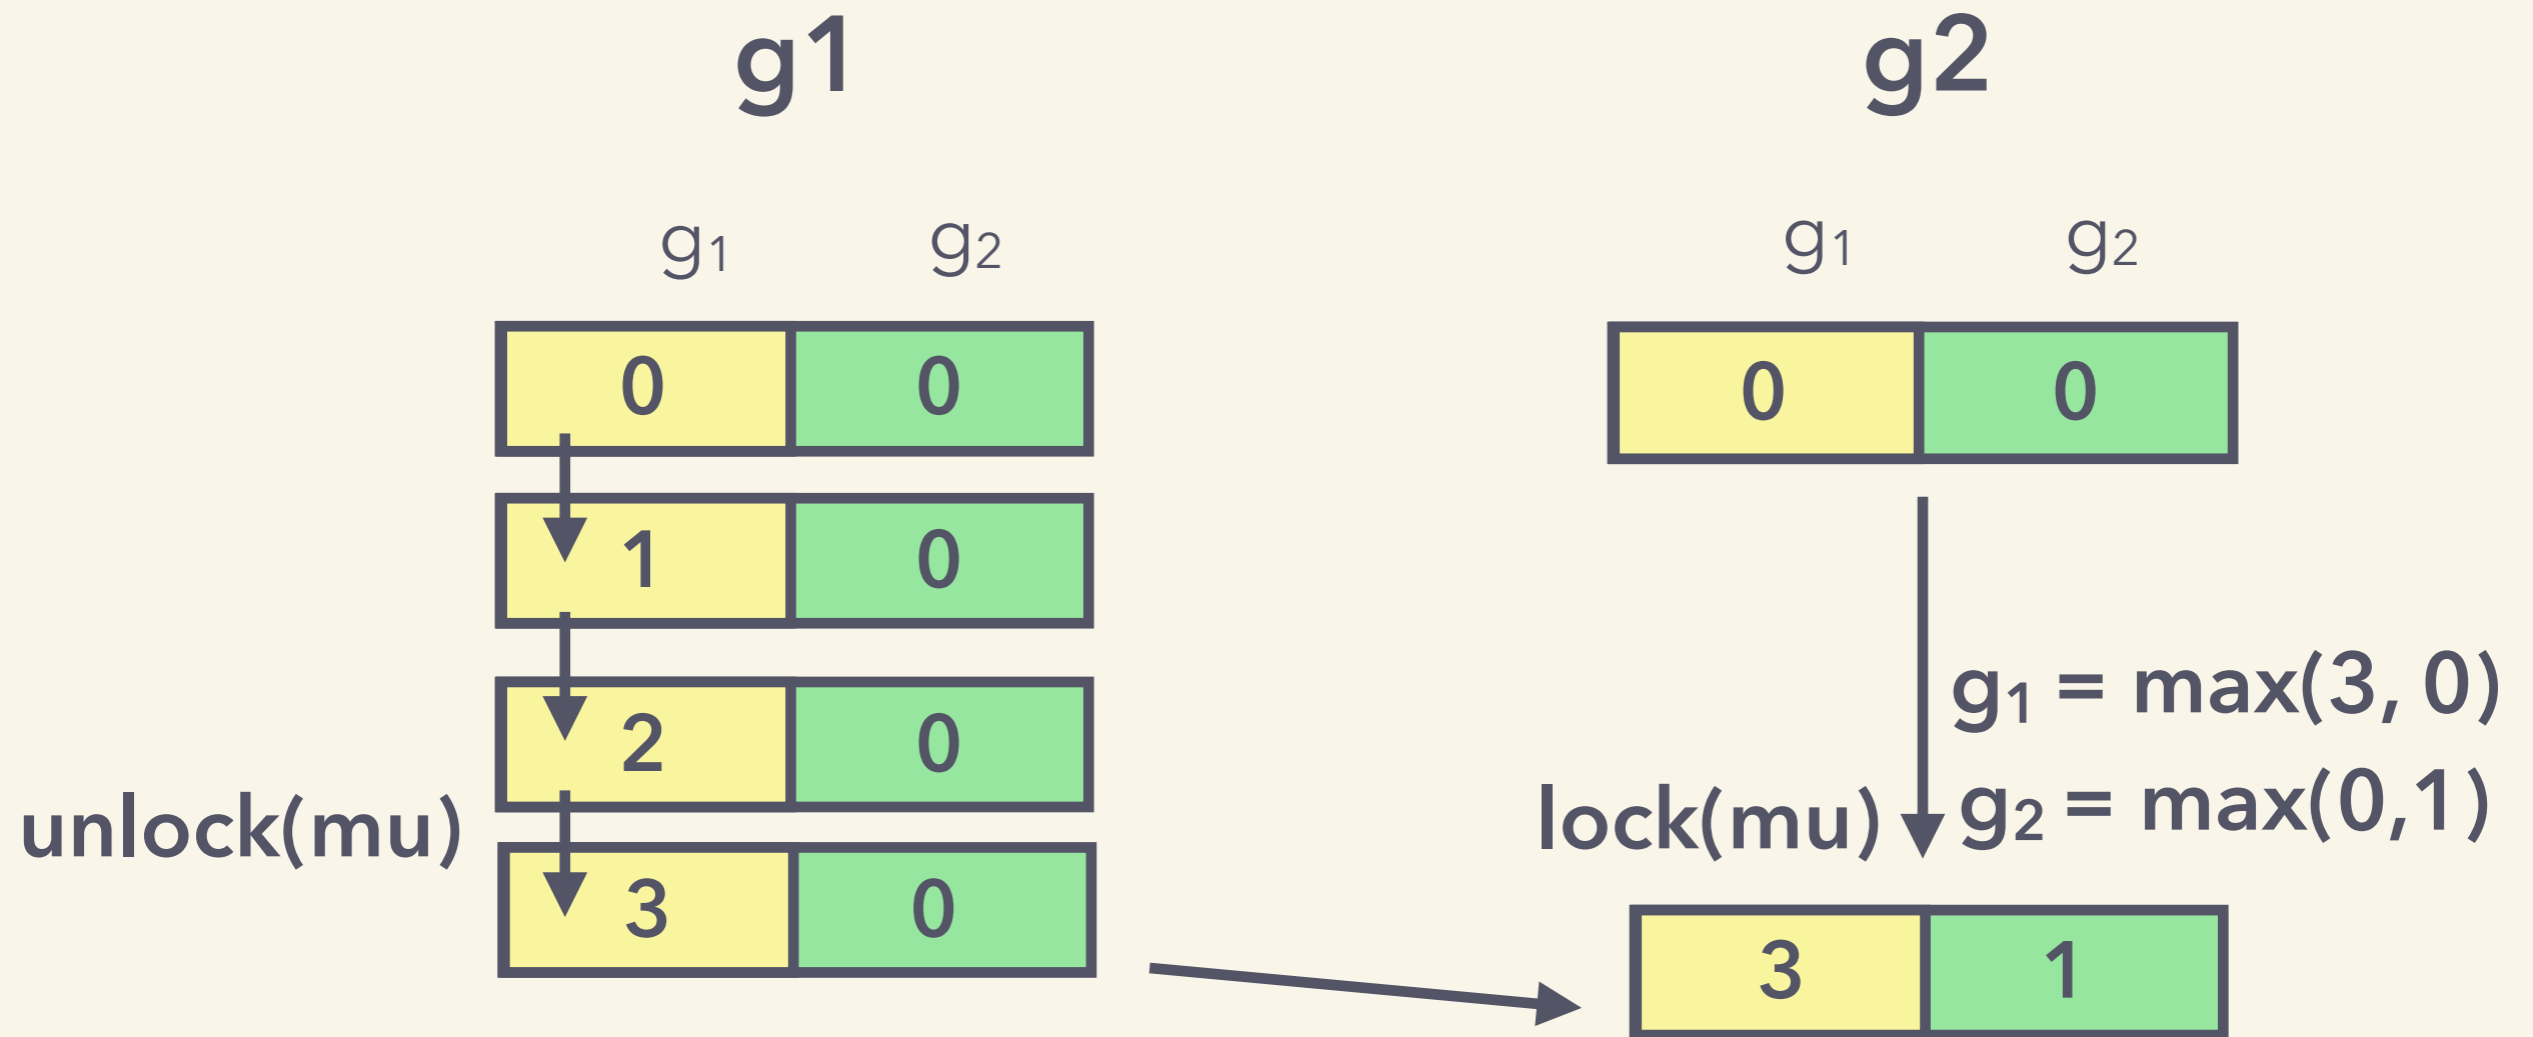 g1 g2
g₁ g₂ g₁ g₂
0 0 0 0
1 0
g₁ = max(3, 0)
2 0
unlock(mu) lock(mu) g₂ = max(0,1)
3 0
3 1